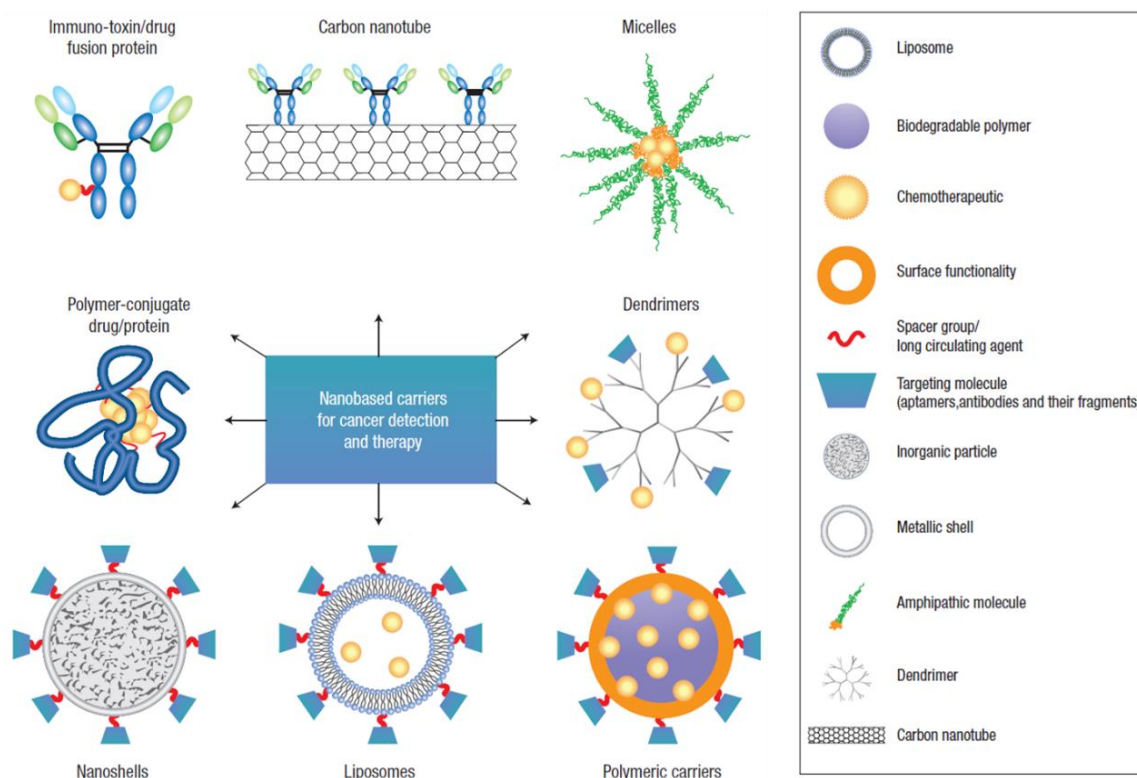 Immuno-toxin/drug
fusion protein
Carbon nanotube
Micelles
Polymer-conjugate
drug/protein
Dendrimers
Nanobased carriers
for cancer detection
and therapy
Nanoshells
Liposomes
Polymeric carriers
Liposome
Biodegradable polymer
Chemotherapeutic
Surface functionality
Spacer group/
long circulating agent
Targeting molecule
(aptamers,antibodies and their fragments
Inorganic particle
Metallic shell
Amphipathic molecule
Dendrimer
Carbon nanotube